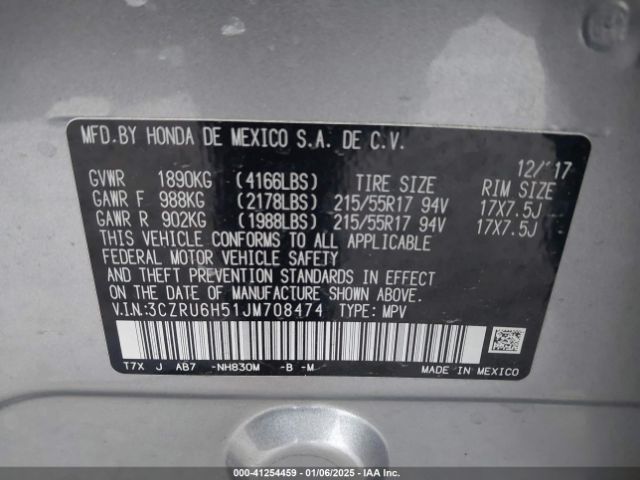 MFD.BY HONDA DE MEXICO S.A. DE C.V.
12/'17
GVWR 1890KG (4166LBS) TIRE SIZE RIM SIZE
GAWR F 988KG (2178LBS) 215/55R17 94V 17X7.5J
GAWR R 902KG (1988LBS) 215/55R17 94V 17X7.5J
THIS VEHICLE CONFORMS TO ALL APPLICABLE
FEDERAL MOTOR VEHICLE SAFETY
AND THEFT PREVENTION STANDARDS IN EFFECT
ON THE DATE OF MANUFACTURE SHOWN ABOVE.
V.I.N:3CZRU6H51JM708474 TYPE: MPV
T7X J AB7 -NH830M -B -M MADE IN MEXICO
000-41254459 - 01/06/2025 - IAA Inc.